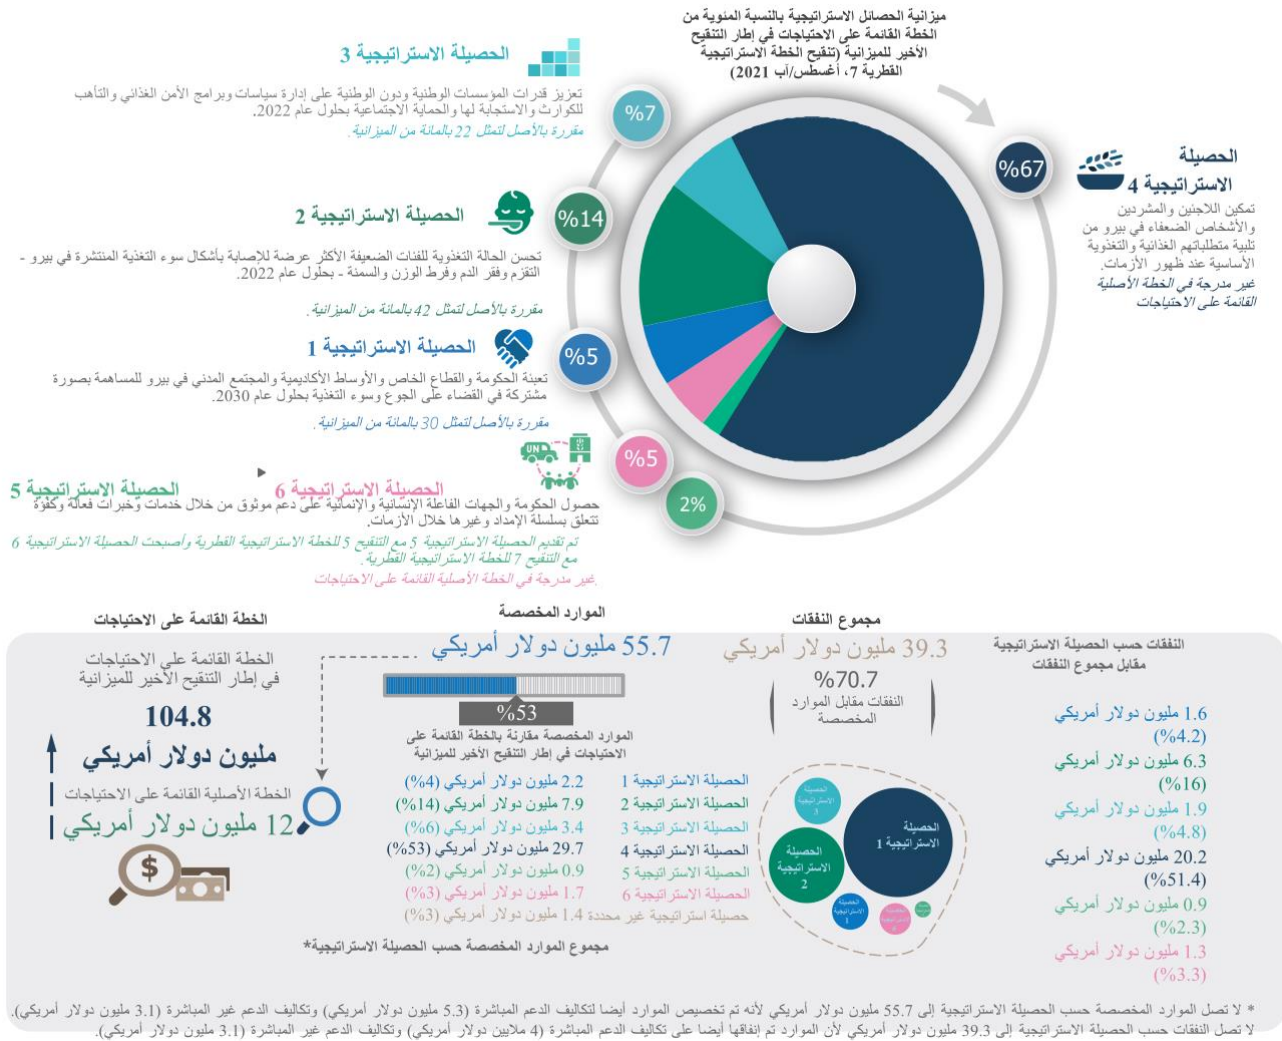 ميزانية الحصائل الاستراتيجية بالنسبة المئوية من
الخطة القائمة على الاحتياجات في إطار التنقيح
الأخير للميزانية (تنقيح الخطة الاستراتيجية
القطرية 7، أغسطس/آب 2021)
%67
الحصيلة
الاستراتيجية 4
تمكين اللاجئين والمشردين
والأشخاص الضعفاء في بيرو من
تلبية متطلباتهم الغذائية والتغذوية
الأساسية عند ظهور الأزمات.
غير مدرجة في الخطة الأصلية
القائمة على الاحتياجات
الحصيلة الاستراتيجية 3
%7
تعزيز قدرات المؤسسات الوطنية ودون الوطنية على إدارة سياسات وبرامج الأمن الغذائي والتأهب
للكوارث والاستجابة لها والحماية الاجتماعية بحلول عام 2022.
مقررة بالأصل لتمثل 22 بالمائة من الميزانية.
الحصيلة الاستراتيجية 2
%14
تحسن الحالة التغذوية للفئات الضعيفة الأكثر عرضة للإصابة بأشكال سوء التغذية المنتشرة في بيرو -
التقزم وفقر الدم وفرط الوزن والسمنة - بحلول عام 2022.
مقررة بالأصل لتمثل 42 بالمائة من الميزانية.
الحصيلة الاستراتيجية 1
%5
تعبئة الحكومة والقطاع الخاص والأوساط الأكاديمية والمجتمع المدني في بيرو للمساهمة بصورة
مشتركة في القضاء على الجوع وسوء التغذية بحلول عام 2030.
مقررة بالأصل لتمثل 30 بالمائة من الميزانية.
UN
%5
2%
الحصيلة الاستراتيجية 6
الحصيلة الاستراتيجية 5
حصول الحكومة والجهات الفاعلة الإنسانية والإنمائية على دعم موثوق من خلال خدمات وخبرات فعالة وكفؤة
تتعلق بسلسلة الإمداد وغيرها خلال الأزمات.
تم تقديم الحصيلة الاستراتيجية 5 مع التنقيح 5 للخطة الاستراتيجية القطرية وأصبحت الحصيلة الاستراتيجية 6
مع التنقيح 7 للخطة الاستراتيجية القطرية.
غير مدرجة في الخطة الأصلية القائمة على الاحتياجات.
النفقات حسب الحصيلة الاستراتيجية
مقابل مجموع النفقات
1.6 مليون دولار أمريكي
(%4.2)
6.3 مليون دولار أمريكي
(%16)
1.9 مليون دولار أمريكي
(%4.8)
20.2 مليون دولار أمريكي
(%51.4)
0.9 مليون دولار أمريكي
(%2.3)
1.3 مليون دولار أمريكي
(%3.3)
مجموع النفقات
39.3 مليون دولار أمريكي
%70.7
النفقات مقابل الموارد
المخصصة
الحصيلة
الاستراتيجية
3
الحصيلة
الاستراتيجية 1
الحصيلة
الاستراتيجية
2
الحصيلة
الاستراتيجية
1
الموارد المخصصة
55.7 مليون دولار أمريكي
%53
الموارد المخصصة مقارنة بالخطة القائمة على
الاحتياجات في إطار التنقيح الأخير للميزانية
الحصيلة الاستراتيجية 1 2.2 مليون دولار أمريكي (4%)
الحصيلة الاستراتيجية 2 7.9 مليون دولار أمريكي (14%)
الحصيلة الاستراتيجية 3 3.4 مليون دولار أمريكي (6%)
الحصيلة الاستراتيجية 4 29.7 مليون دولار أمريكي (53%)
الحصيلة الاستراتيجية 5 0.9 مليون دولار أمريكي (2%)
الحصيلة الاستراتيجية 6 1.7 مليون دولار أمريكي (3%)
حصيلة استراتيجية غير محددة 1.4 مليون دولار أمريكي (3%)
مجموع الموارد المخصصة حسب الحصيلة الاستراتيجية*
الخطة القائمة على الاحتياجات
الخطة القائمة على الاحتياجات
في إطار التنقيح الأخير للميزانية
104.8
مليون دولار أمريكي
الخطة الأصلية القائمة على الاحتياجات
12 مليون دولار أمريكي
$
* لا تصل الموارد المخصصة حسب الحصيلة الاستراتيجية إلى 55.7 مليون دولار أمريكي لأنه تم تخصيص الموارد أيضا لتكاليف الدعم المباشرة (5.3 مليون دولار أمريكي) وتكاليف الدعم غير المباشرة (3.1 مليون دولار أمريكي).
لا تصل النفقات حسب الحصيلة الاستراتيجية إلى 39.3 مليون دولار أمريكي لأن الموارد تم إنفاقها أيضا على تكاليف الدعم المباشرة (4 ملايين دولار أمريكي) وتكاليف الدعم غير المباشرة (3.1 مليون دولار أمريكي).